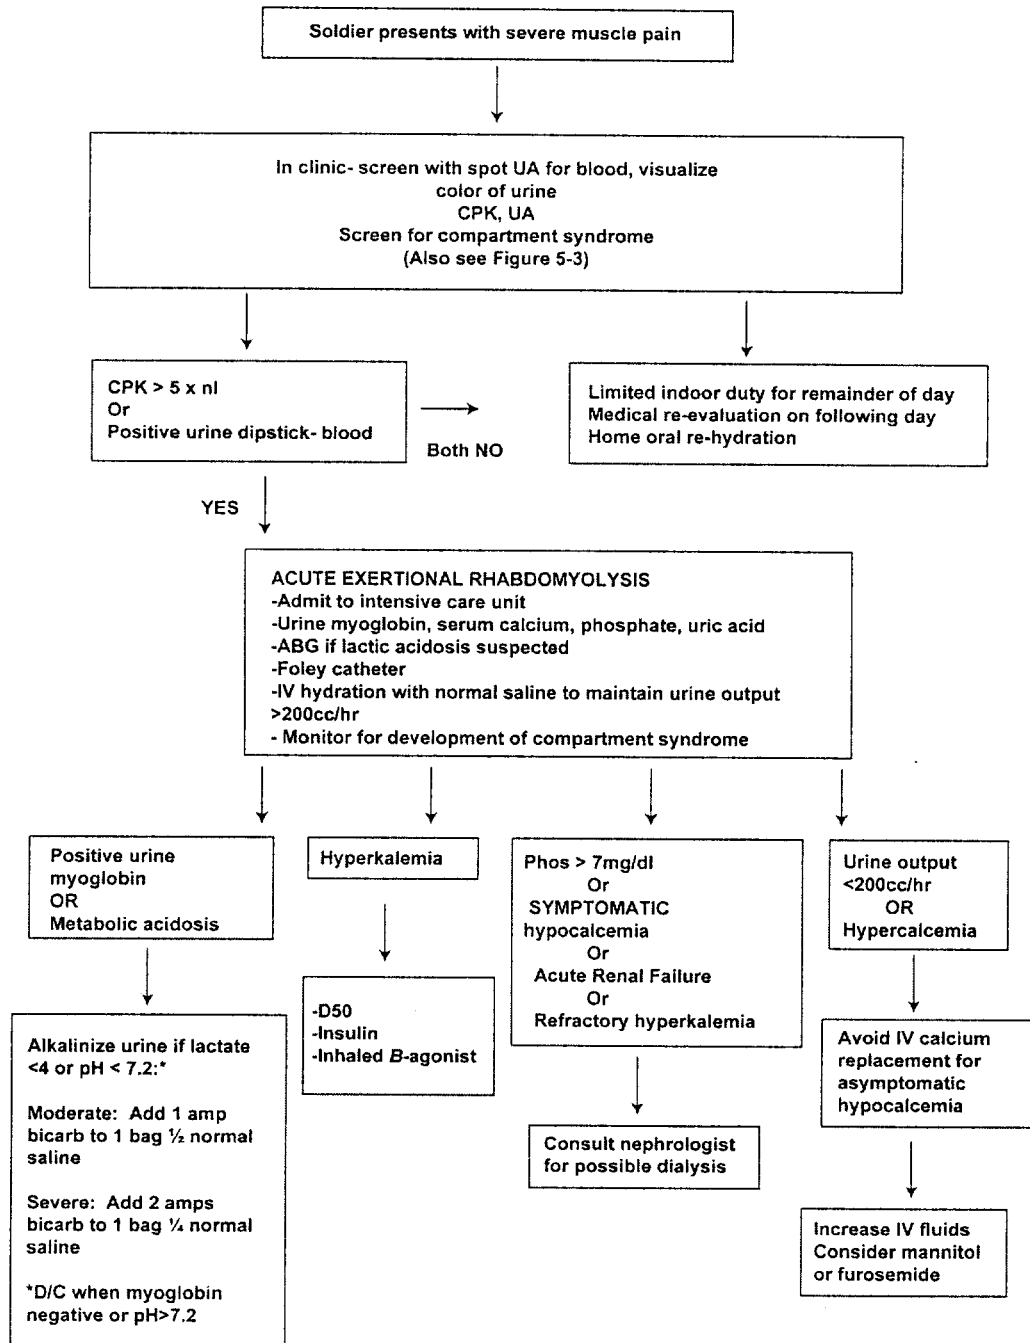 Soldier presents with severe muscle pain
In clinic- screen with spot UA for blood, visualize
color of urine
CPK, UA
Screen for compartment syndrome
(Also see Figure 5-3)
CPK > 5 x nl
Or
Positive urine dipstick- blood
Both NO
Limited indoor duty for remainder of day
Medical re-evaluation on following day
Home oral re-hydration
YES
ACUTE EXERTIONAL RHABDOMYOLYSIS
-Admit to intensive care unit
-Urine myoglobin, serum calcium, phosphate, uric acid
-ABG if lactic acidosis suspected
-Foley catheter
-IV hydration with normal saline to maintain urine output
>200cc/hr
- Monitor for development of compartment syndrome
Positive urine
myoglobin
OR
Metabolic acidosis
Hyperkalemia
Phos > 7mg/dl
Or
SYMPTOMATIC
hypocalcemia
Or
Acute Renal Failure
Or
Refractory hyperkalemia
Urine output
<200cc/hr
OR
Hypercalcemia
Alkalinize urine if lactate
<4 or pH < 7.2:*
Moderate: Add 1 amp
bicarb to 1 bag ½ normal
saline
Severe: Add 2 amps
bicarb to 1 bag ¼ normal
saline
*D/C when myoglobin
negative or pH>7.2
-D50
-Insulin
-Inhaled B-agonist
Consult nephrologist
for possible dialysis
Avoid IV calcium
replacement for
asymptomatic
hypocalcemia
Increase IV fluids
Consider mannitol
or furosemide